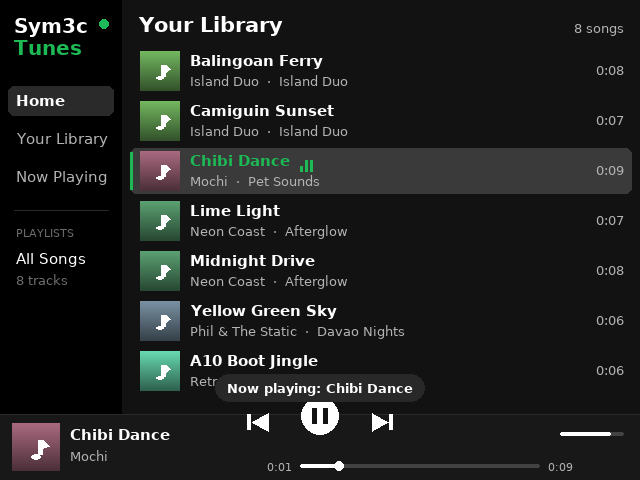 Sym3c
Tunes
Home
Your Library
Now Playing
PLAYLISTS
All Songs
8 tracks
Your Library
8 songs
Balingoan Ferry
Island Duo · Island Duo
0:08
Camiguin Sunset
Island Duo · Island Duo
0:07
Chibi Dance
Mochi · Pet Sounds
0:09
Lime Light
Neon Coast · Afterglow
0:07
Midnight Drive
Neon Coast · Afterglow
0:08
Yellow Green Sky
Phil & The Static · Davao Nights
0:06
A10 Boot Jingle
0:06
Now playing: Chibi Dance
Chibi Dance
Mochi
0:01
0:09